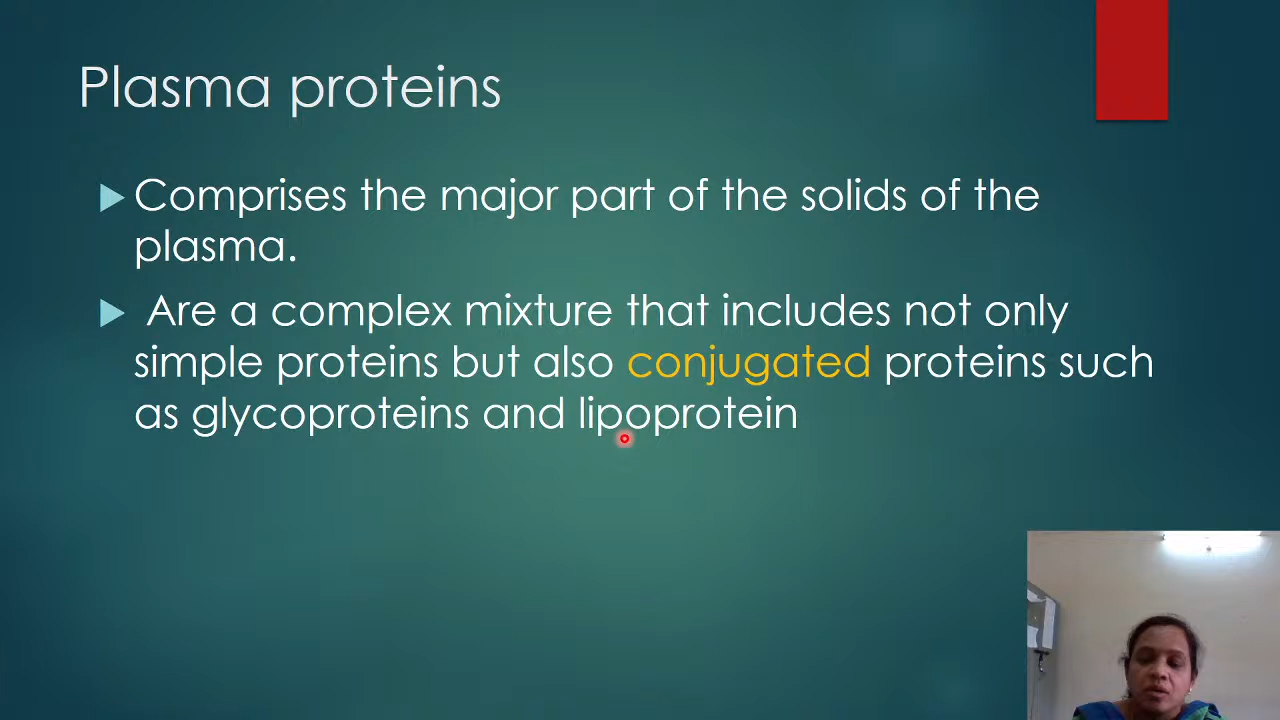 Plasma proteins
Comprises the major part of the solids of the
plasma.
Are a complex mixture that includes not only
simple proteins but also conjugated proteins such
as glycoproteins and lipoprotein